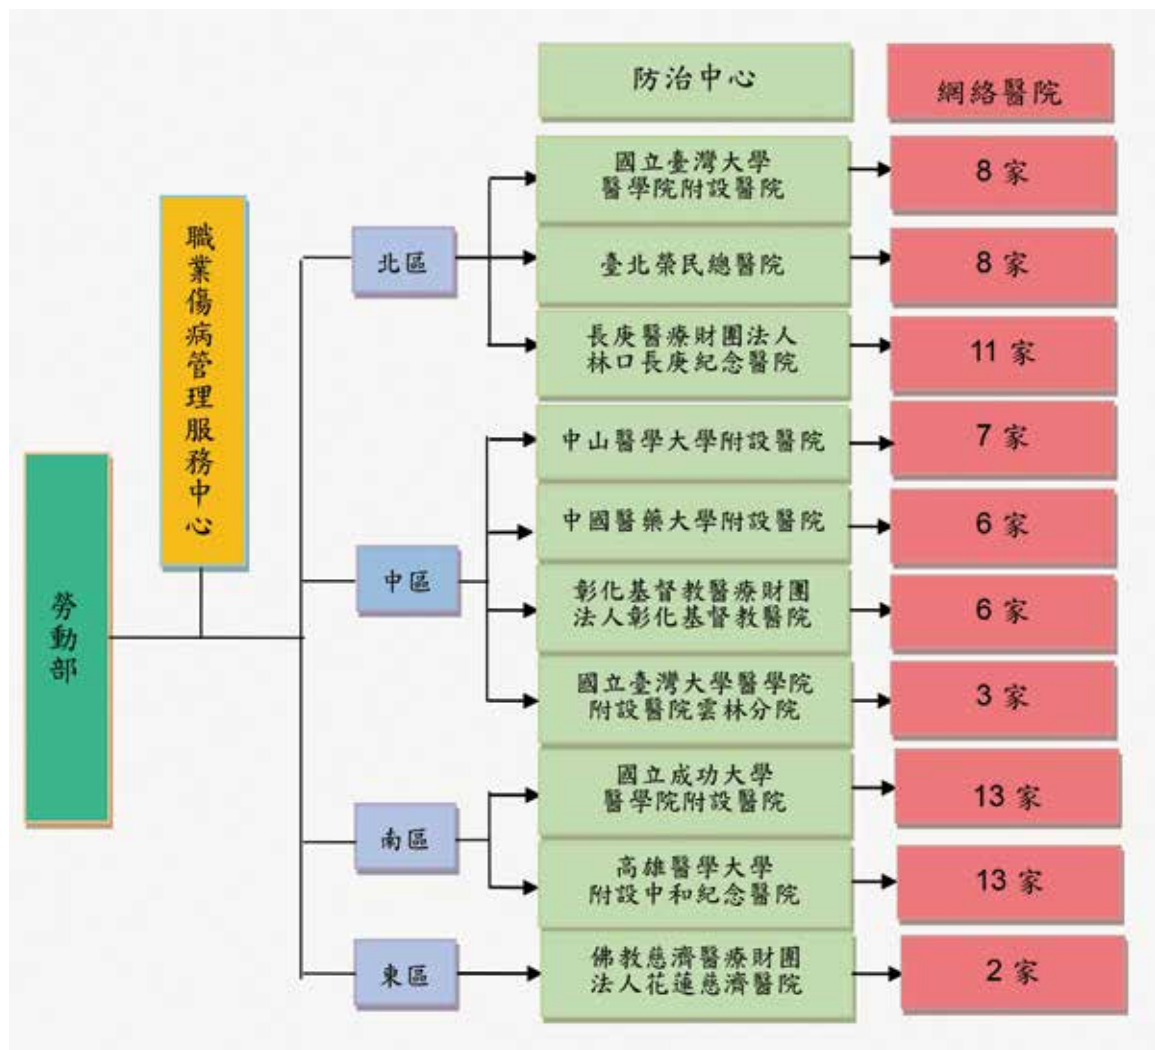 防治中心
網絡醫院
職業傷病管理服務中心
勞動部
北區
國立臺灣大學
醫學院附設醫院
8 家
臺北榮民總醫院
8 家
長庚醫療財團法人
林口長庚紀念醫院
11 家
中區
中山醫學大學附設醫院
7 家
中國醫藥大學附設醫院
6 家
彰化基督教醫療財團
法人彰化基督教醫院
6 家
國立臺灣大學醫學院
附設醫院雲林分院
3 家
南區
國立成功大學
醫學院附設醫院
13 家
高雄醫學大學
附設中和紀念醫院
13 家
東區
佛教慈濟醫療財團
法人花蓮慈濟醫院
2 家